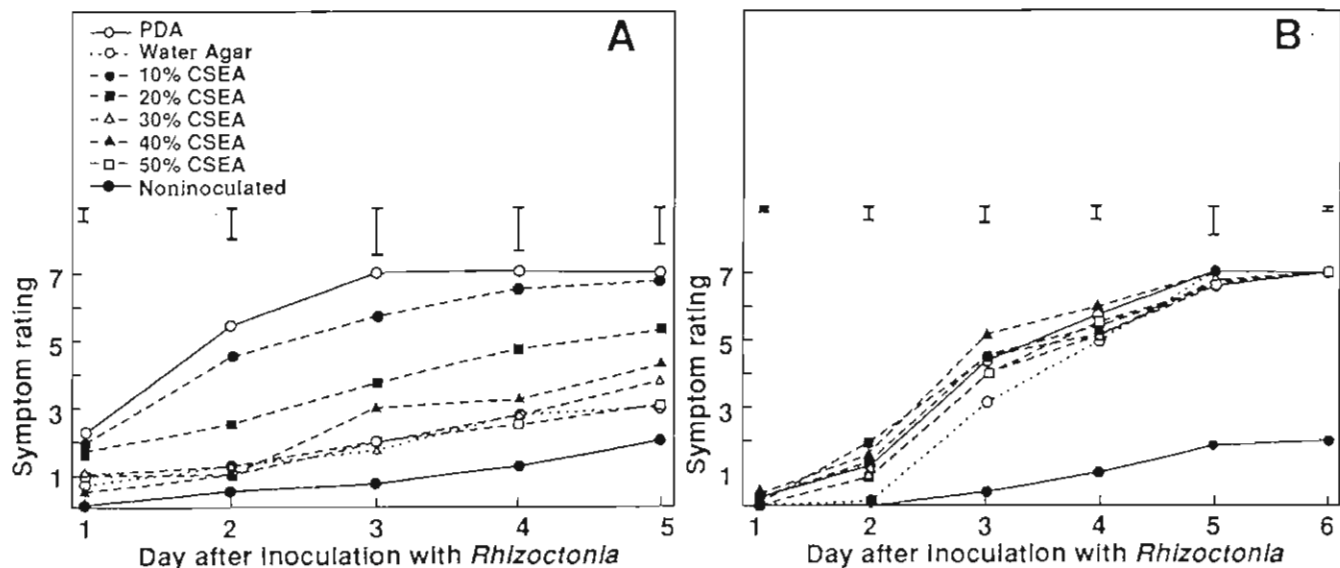 PDA
Water Agar
10% CSEA
20% CSEA
30% CSEA
40% CSEA
50% CSEA
Noninoculated
A
Symptom rating
7
5
3
1
1 2 3 4 5
Day after inoculation with Rhizoctonia
B
Symptom rating
7
5
3
1
1 2 3 4 5 6
Day after inoculation with Rhizoctonia